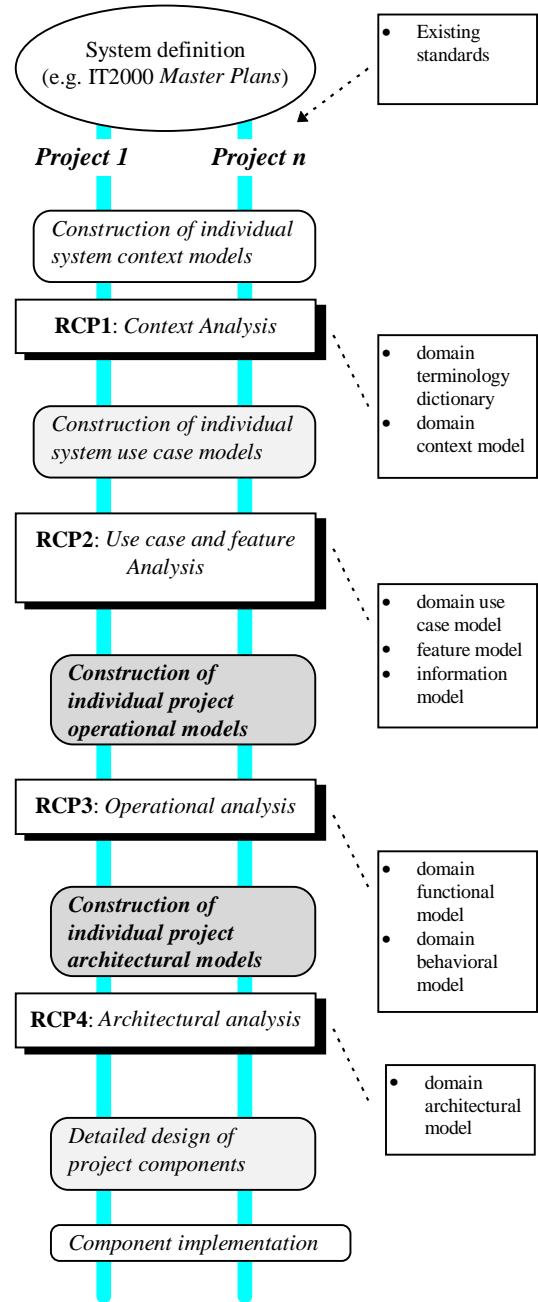 System definition
(e.g. IT2000 Master Plans)
• Existing
standards
Project 1
Project n
Construction of individual
system context models
RCP1: Context Analysis
• domain
terminology
dictionary
• domain
context model
Construction of individual
system use case models
RCP2: Use case and feature
Analysis
• domain use
case model
• feature model
• information
model
Construction of
individual project
operational models
RCP3: Operational analysis
• domain
functional
model
• domain
behavioral
model
Construction of
individual project
architectural models
RCP4: Architectural analysis
• domain
architectural
model
Detailed design of
project components
Component implementation